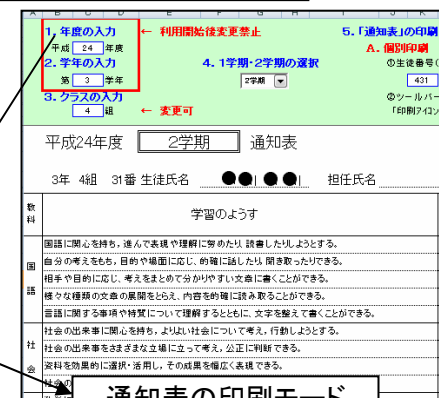 A B C D E F G H I J K
1．年度の入力 ← 利用開始後変更禁止 5．「通知表」の印刷
平成 24 年度 A．個別印刷
2．学年の入力 4．1学期・2学期の選択 ①生徒番号(
第 3 学年 2学期 431
3．クラスの入力 ②ツールバー
4 組 ← 変更可 「印刷アイコン
平成24年度 2学期 通知表
3年 4組 31番 生徒氏名 ●●| ●●| 担任氏名
教科 学習のようす
国語
国語に関心を持ち，進んで表現や理解に努めたり，読書したりしようとする。
自分の考えをもち，目的や場面に応じ，的確に話したり，聞き取ったりできる。
相手や目的に応じ，考えをまとめて分かりやすい文章に書くことができる。
様々な種類の文章の展開をとらえ，内容を的確に読み取ることができる。
言語に関する事項や特質について理解するとともに，文字を整えて書くことができる。
社会
社会の出来事に関心を持ち，よりよい社会について考え，行動しようとする。
社会の出来事をさまざまな立場に立って考え，公正に判断できる。
資料を効果的に選択・活用し，その成果を幅広く表現できる。
社会の
通知表の印刷モード